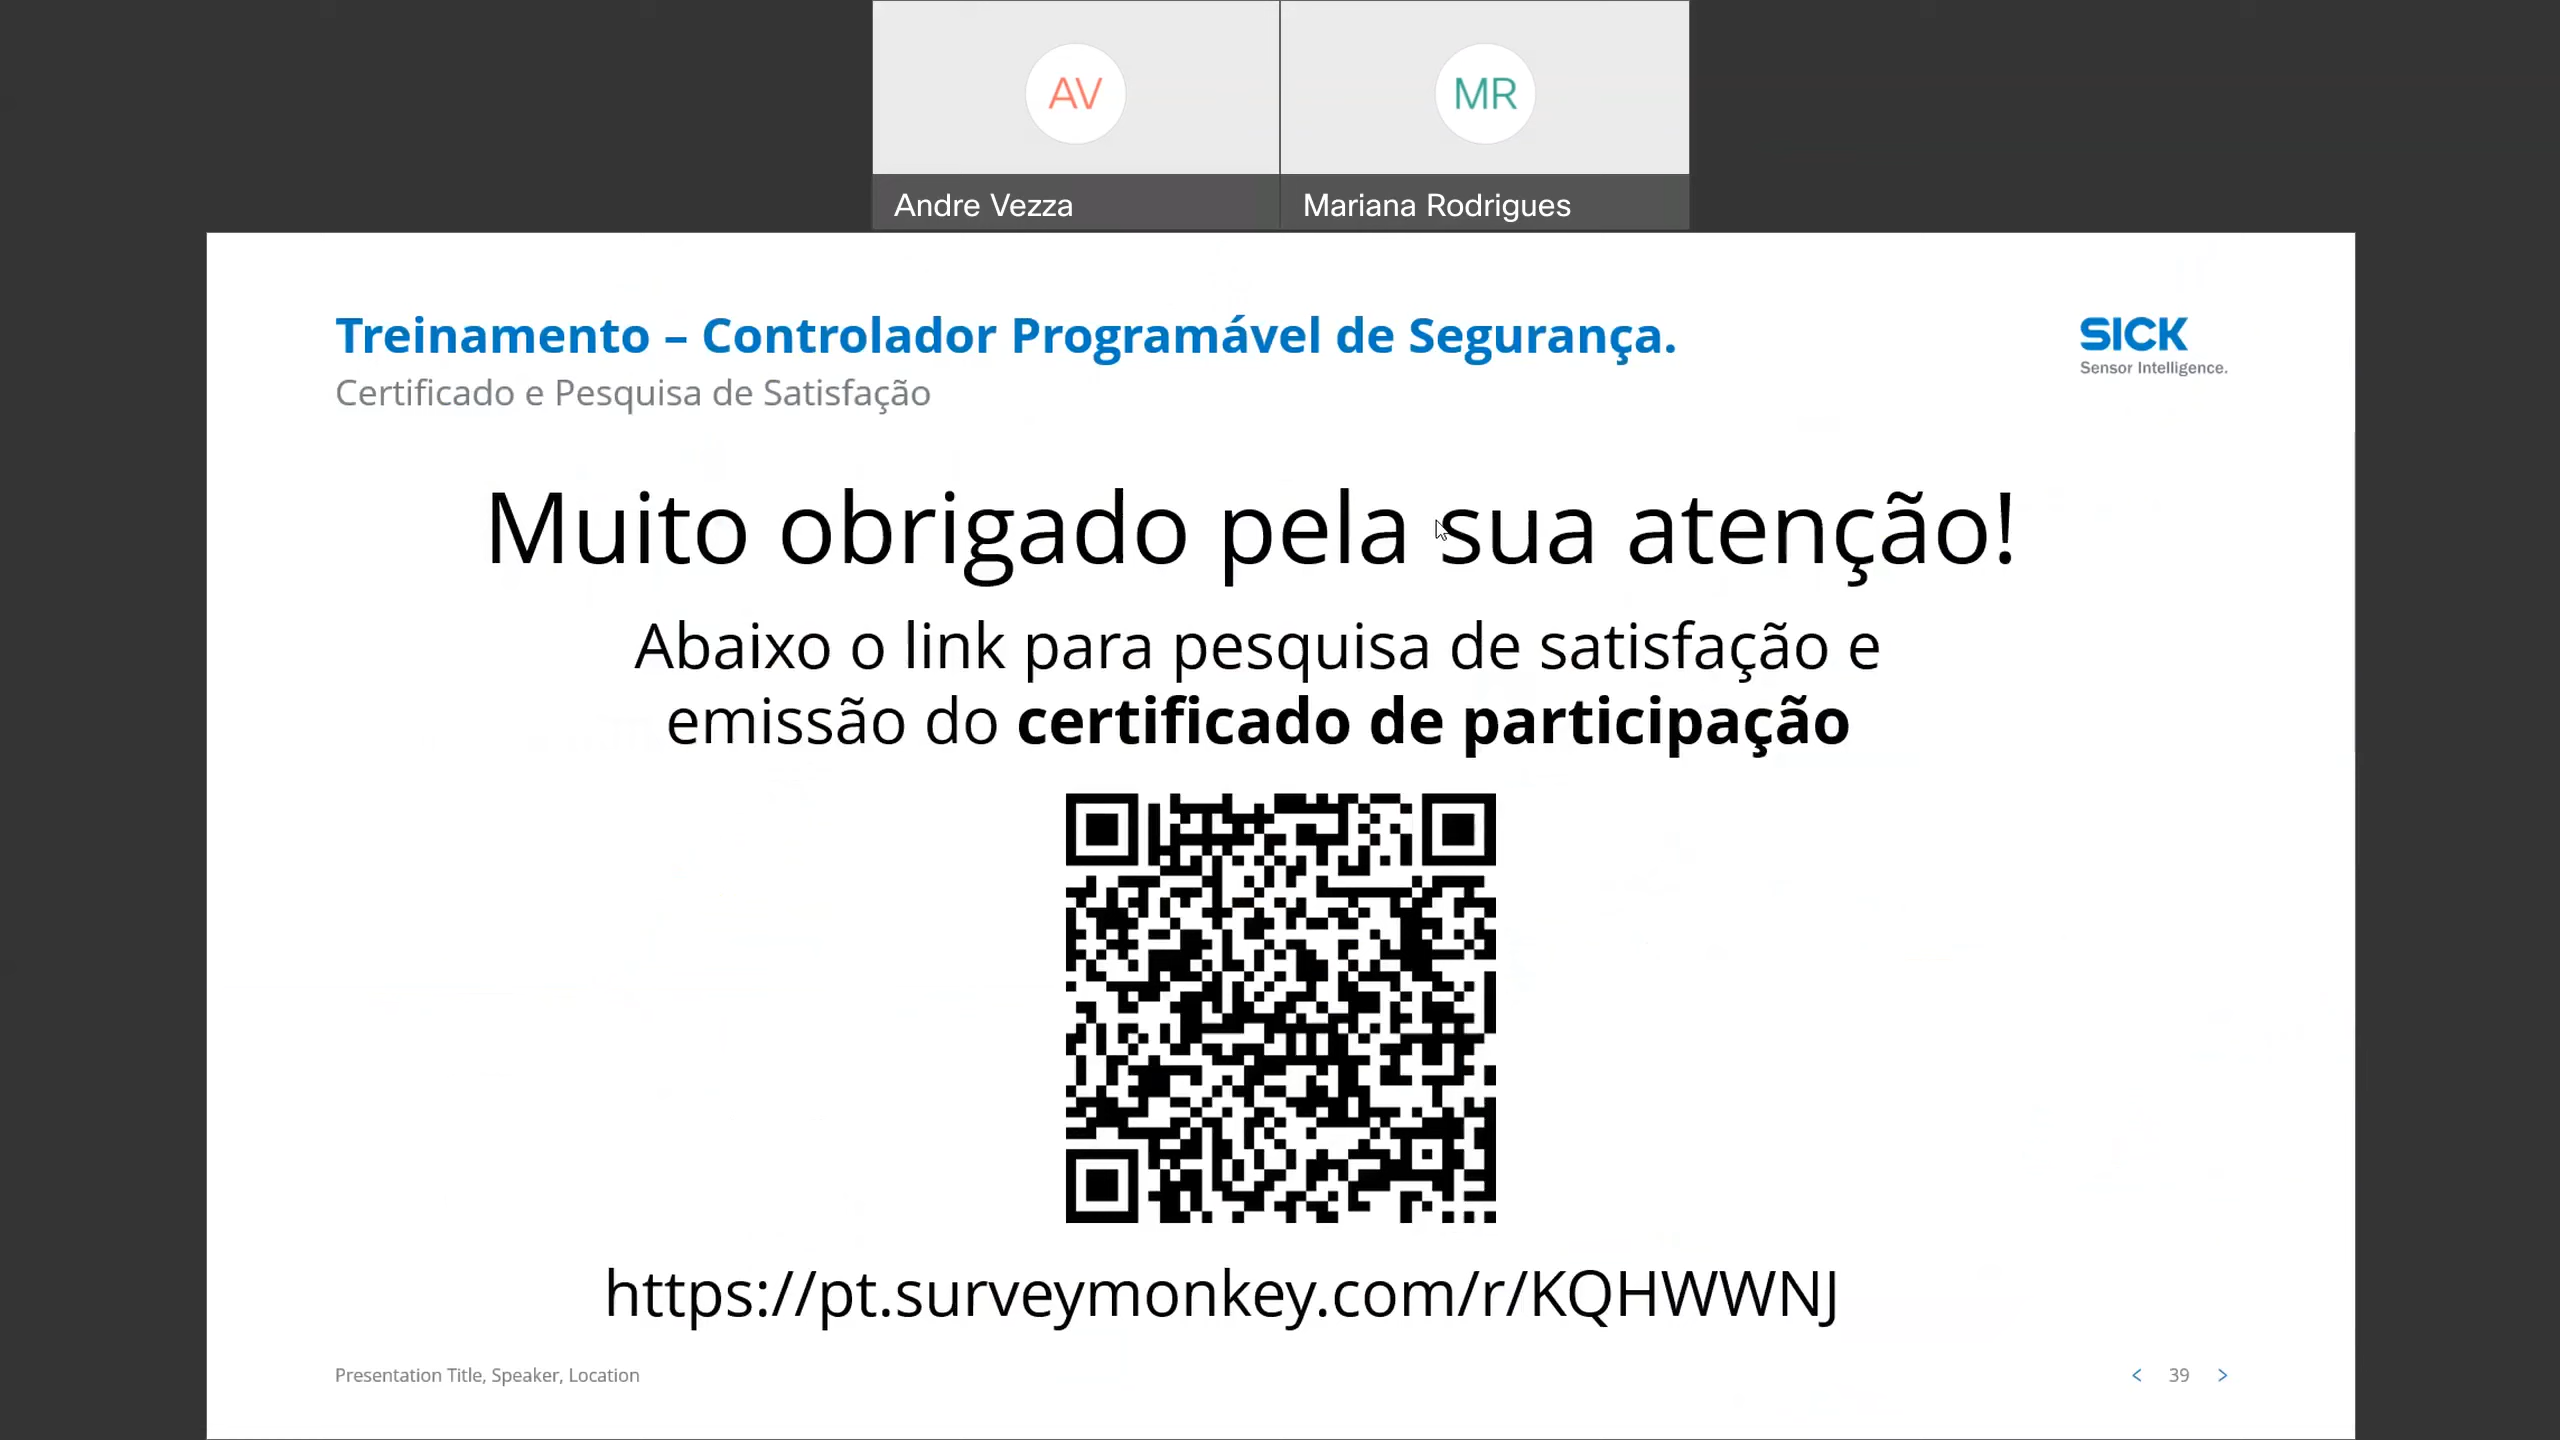 AV
MR
Andre Vezza
Mariana Rodrigues
Treinamento – Controlador Programável de Segurança.
Certificado e Pesquisa de Satisfação
SICK
Sensor Intelligence.
Muito obrigado pela sua atenção!
Abaixo o link para pesquisa de satisfação e
emissão do certificado de participação
https://pt.surveymonkey.com/r/KQHWWNJ
Presentation Title, Speaker, Location
< 39 >